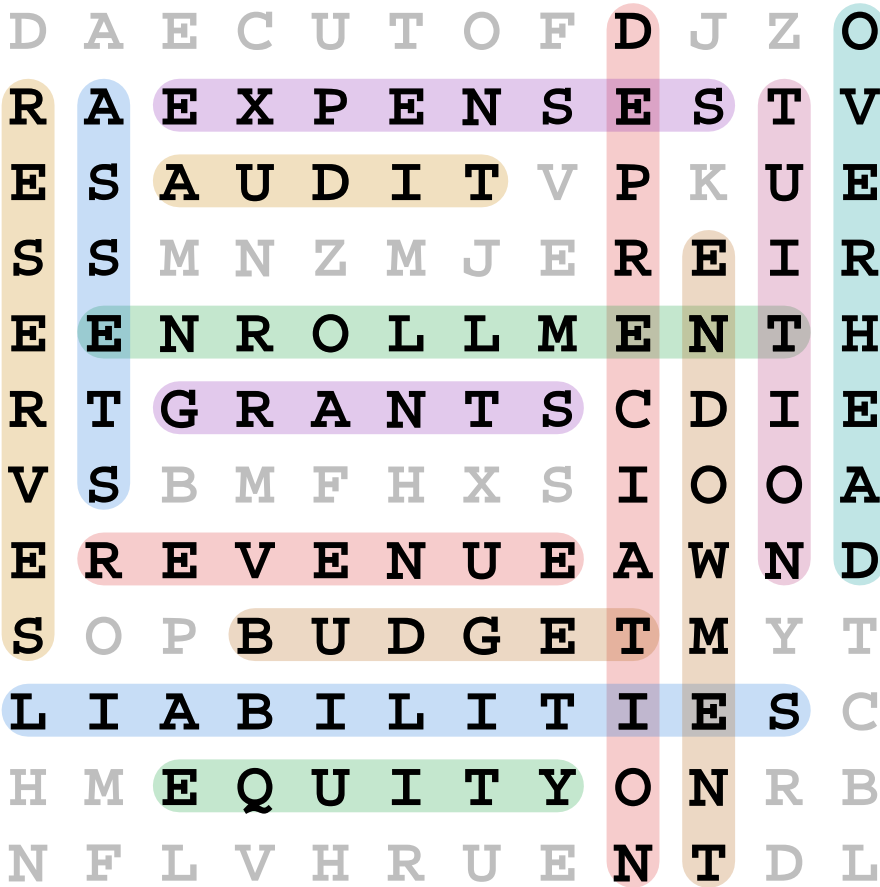 D A E C U T O F D J Z O
R A E X P E N S E S T V
E S A U D I T V P K U E
S S M N Z M J E R E I R
E E N R O L L M E N T H
R T G R A N T S C D I E
V S B M F H X S I O O A
E R E V E N U E A W N D
S O P B U D G E T M Y T
L I A B I L I T I E S C
H M E Q U I T Y O N R B
N F L V H R U E N T D L